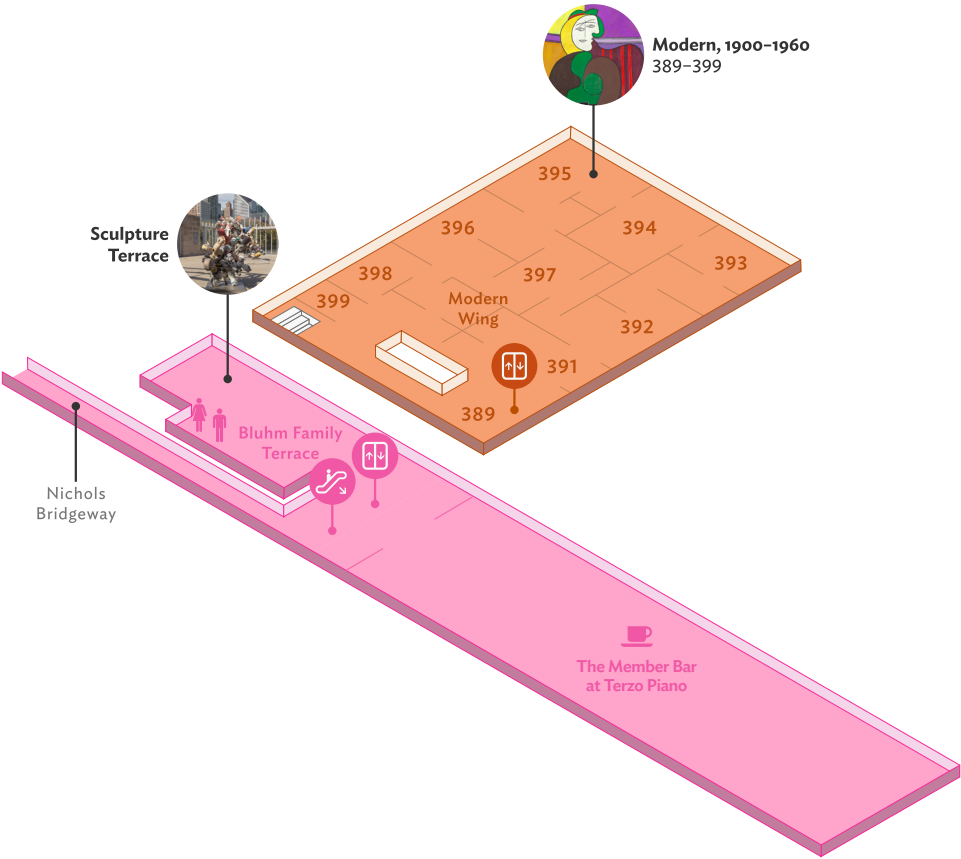 Modern, 1900–1960
389–399
395
396
394
Sculpture
Terrace
398
397
393
399
Modern
Wing
392
391
389
Bluhm Family
Terrace
Nichols
Bridgeway
The Member Bar
at Terzo Piano